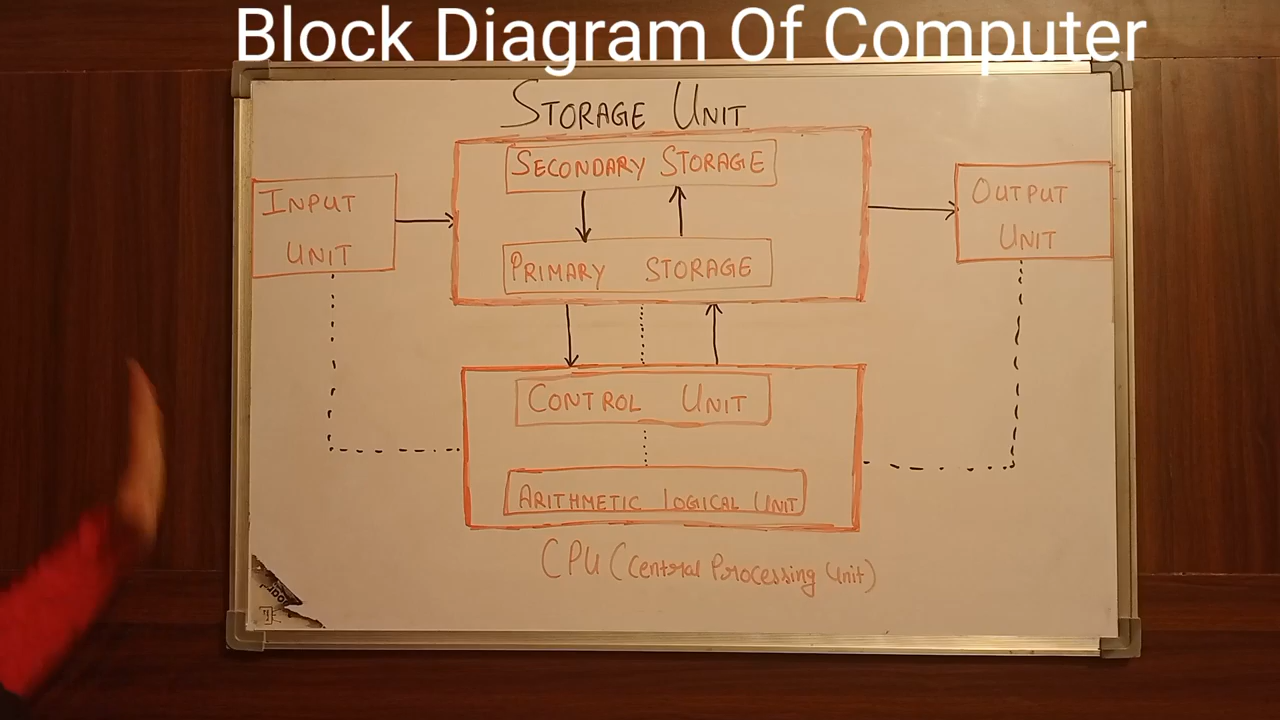 Block Diagram Of Computer
STORAGE UNIT
SECONDARY STORAGE
INPUT
UNIT
OUTPUT
UNIT
PRIMARY STORAGE
CONTROL UNIT
ARITHMETIC LOGICAL UNIT
CPU (Central Processing Unit)